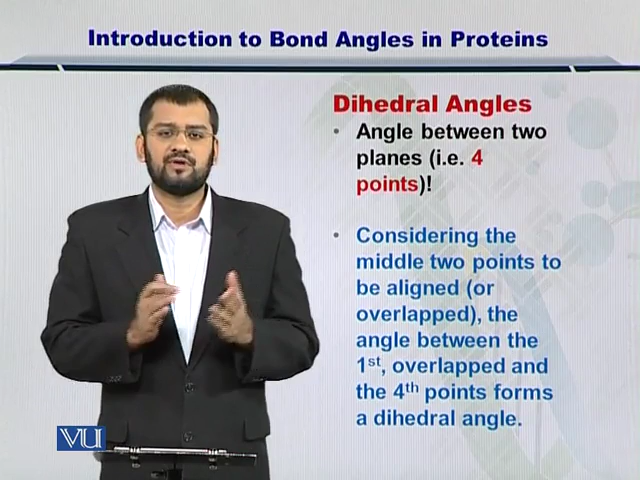 Introduction to Bond Angles in Proteins
Dihedral Angles
• Angle between two
planes (i.e. 4
points)!
• Considering the
middle two points to
be aligned (or
overlapped), the
angle between the
1st, overlapped and
the 4th points forms
a dihedral angle.
VU